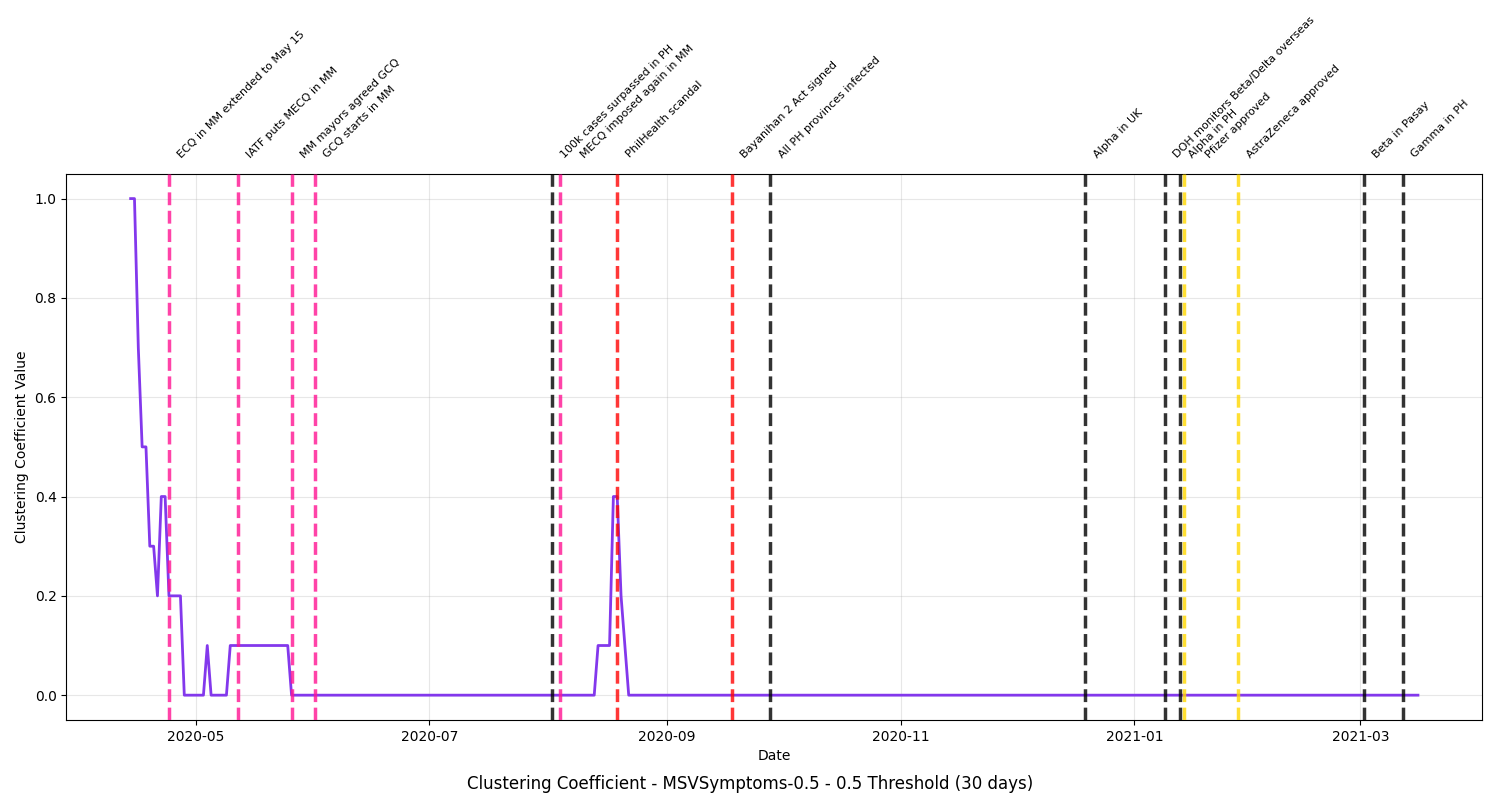 ECQ in MM extended to May 15
IATF puts MECQ in MM
MM mayors agreed GCQ
GCQ starts in MM
100k cases surpassed in PH
MECQ imposed again in MM
PhilHealth scandal
Bayanihan 2 Act signed
All PH provinces infected
Alpha in UK
DOH monitors Beta/Delta overseas
Alpha in PH
Pfizer approved
AstraZeneca approved
Beta in Pasay
Gamma in PH
Clustering Coefficient Value
1.0
0.8
0.6
0.4
0.2
0.0
2020-05
2020-07
2020-09
2020-11
2021-01
2021-03
Date
Clustering Coefficient - MSVSymptoms-0.5 - 0.5 Threshold (30 days)